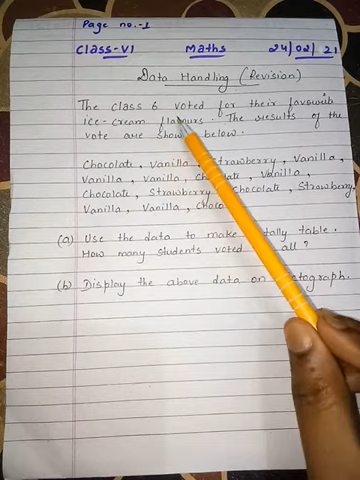 Page no.-1
Class-VI Maths 24/02/21
Data Handling (Revision)
The class 6 voted for their favourite
ice-cream flavours. The results of the
vote are shown below.
Chocolate, Vanilla, Strawberry, Vanilla,
Vanilla, Vanilla, Chocolate, Vanilla,
Chocolate, Strawberry, Chocolate, Strawberry,
Vanilla, Vanilla, Choco
(a) Use the data to make tally table.
How many students voted all?
(b) Display the above data on